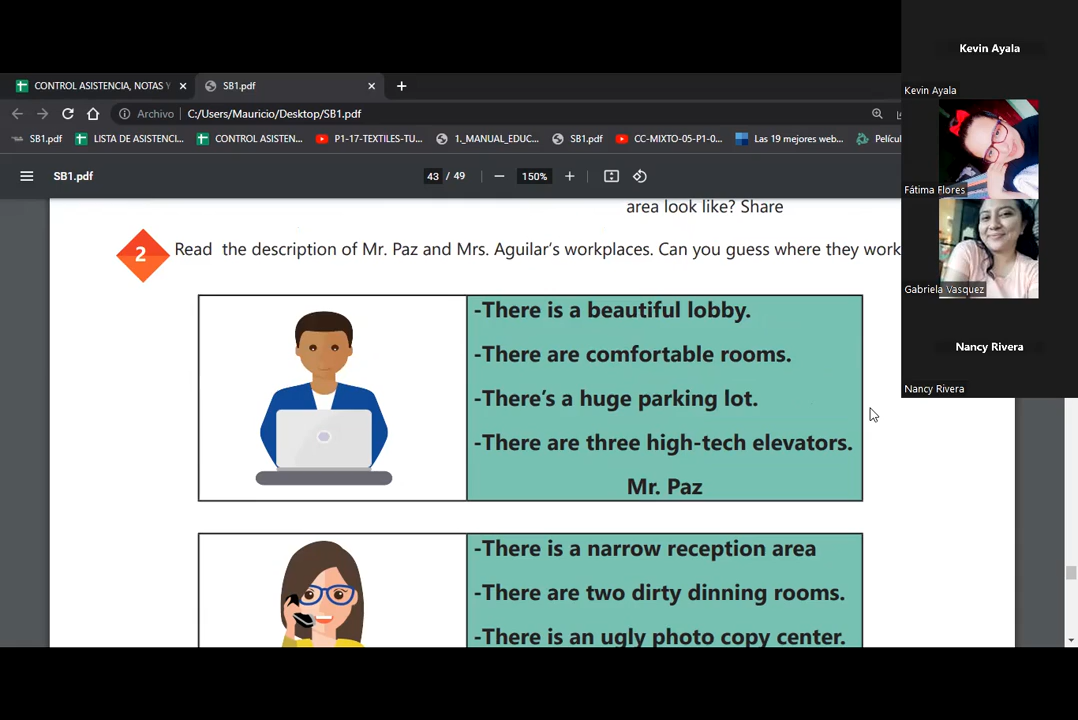 Kevin Ayala
CONTROL ASISTENCIA, NOTAS Y
SB1.pdf
Kevin Ayala
Archivo
C:/Users/Mauricio/Desktop/SB1.pdf
SB1.pdf
LISTA DE ASISTENCI...
CONTROL ASISTEN...
P1-17-TEXTILES-TU...
1._MANUAL_EDUC...
SB1.pdf
CC-MIXTO-05-P1-0...
Las 19 mejores web...
Películ
SB1.pdf
43 / 49
150%
Fátima Flores
area look like? Share
2
Read the description of Mr. Paz and Mrs. Aguilar's workplaces. Can you guess where they work
Gabriela Vasquez
-There is a beautiful lobby.
-There are comfortable rooms.
-There's a huge parking lot.
-There are three high-tech elevators.
Mr. Paz
Nancy Rivera
Nancy Rivera
-There is a narrow reception area
-There are two dirty dinning rooms.
-There is an ugly photo copy center.